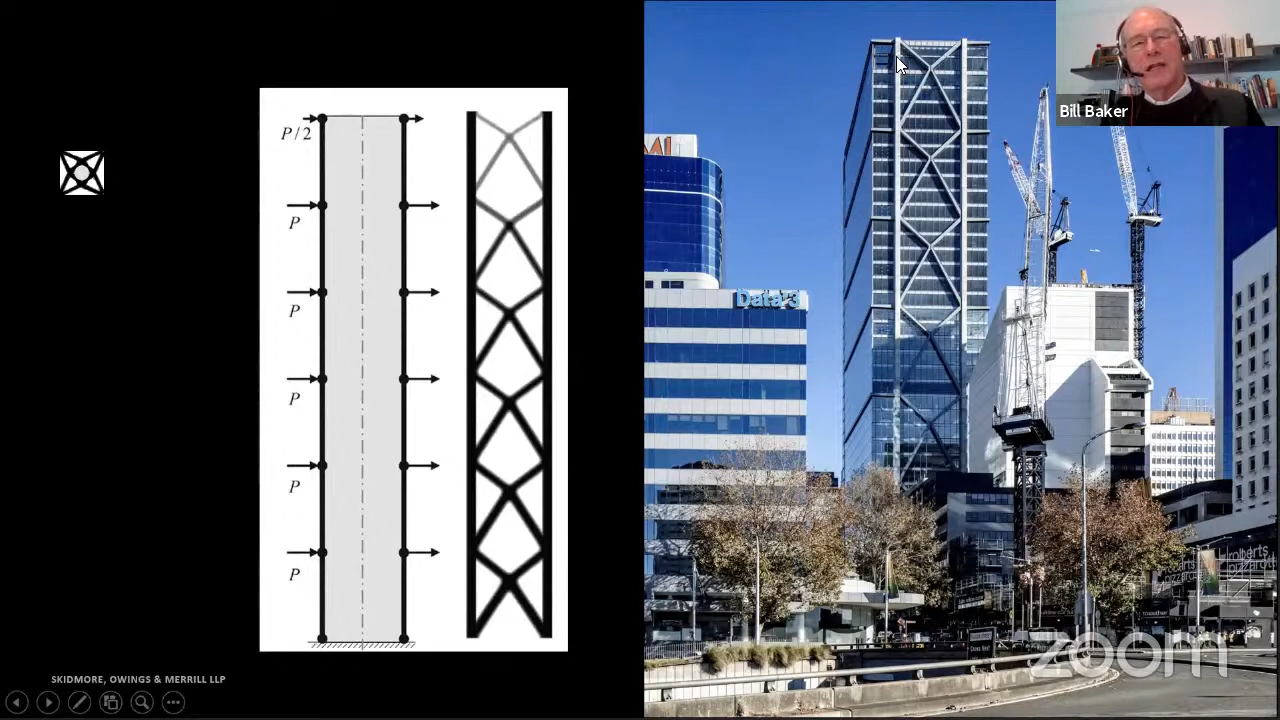 P / 2
P
P
P
P
P
SKIDMORE, OWINGS & MERRILL LLP
Data#3
Bill Baker
zoom